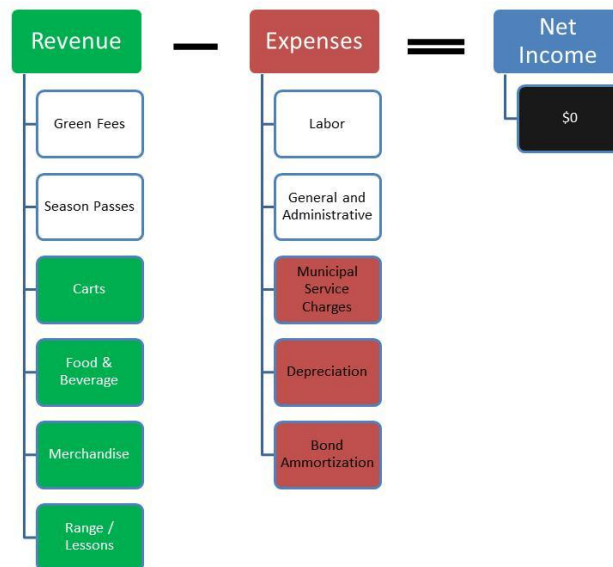 Revenue
Expenses
Net
Income
Green Fees
Season Passes
Carts
Food &
Beverage
Merchandise
Range /
Lessons
Labor
General and
Administrative
Municipal
Service
Charges
Depreciation
Bond
Ammortization
$0